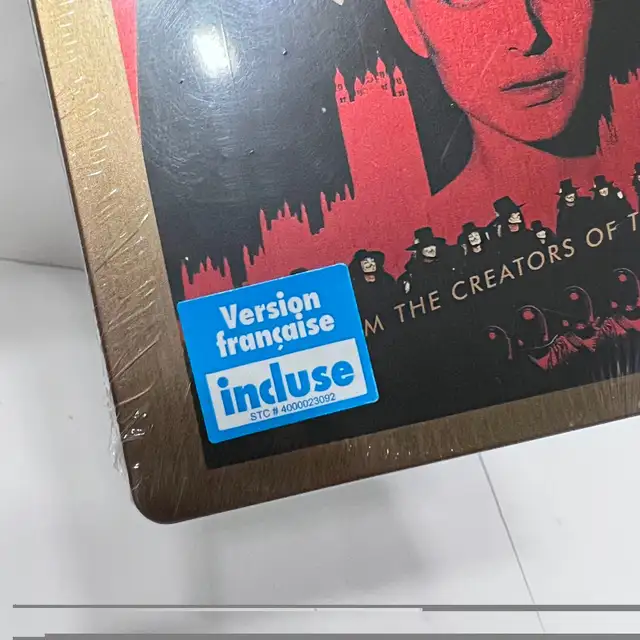 M THE CREATORS OF T
Version
française
incluse
STC # 4000023092